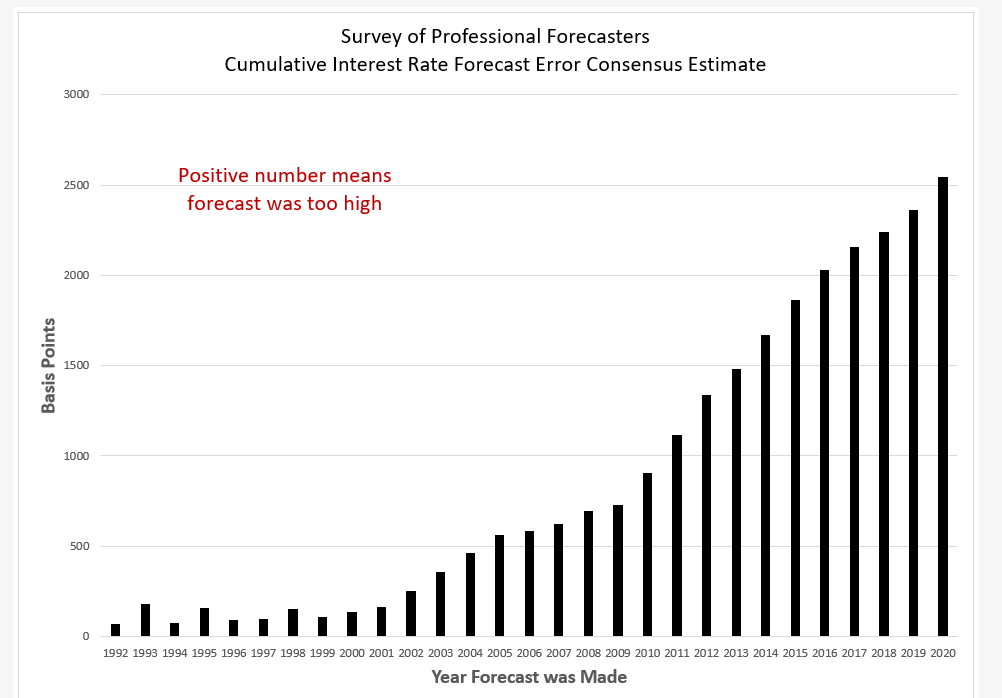 Survey of Professional Forecasters
Cumulative Interest Rate Forecast Error Consensus Estimate
3000
Positive number means
2500
forecast was too high
2000
1500
Basis Points
1000
500
0
1992 1993 1994 1995 1996 1997 1998 1999 2000 2001 2002 2003 2004 2005 2006 2007 2008 2009 2010 2011 2012 2013 2014 2015 2016 2017 2018 2019 2020
Year Forecast was Made